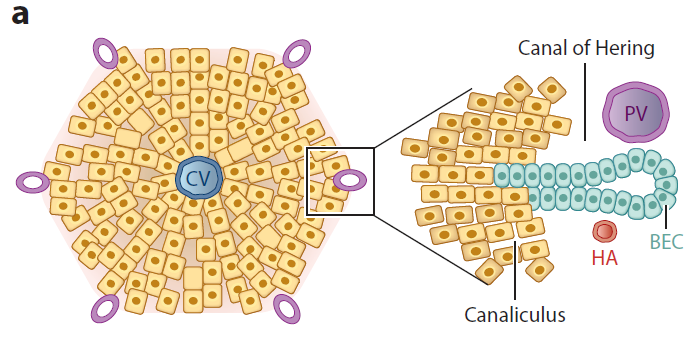 a
Canal of Hering
PV
CV
BEC
HA
Canaliculus